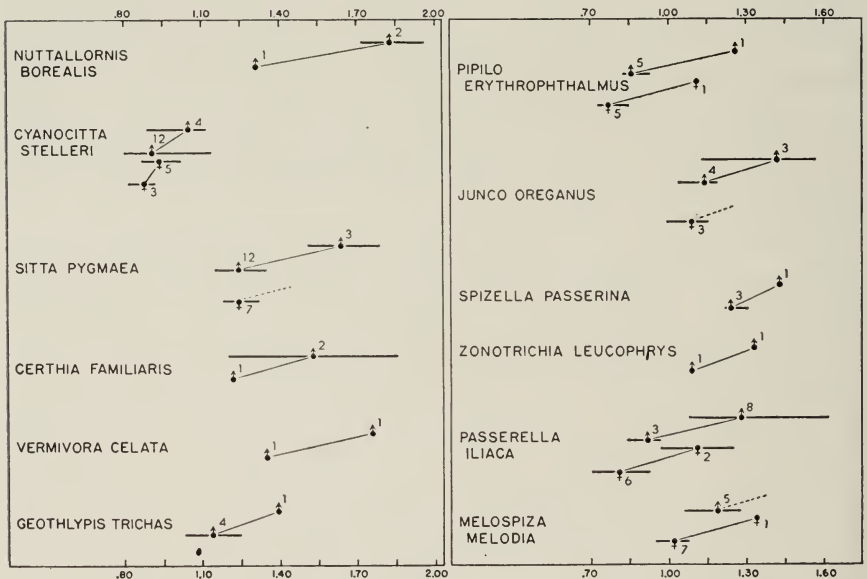 .80 1.10 1.40 1.70 2.00
NUTTALLORNIS
BOREALIS
1
2
CYANOCITTA
STELLERI
4
12
5
3
SITTA PYGMAEA
3
12
7
CERTHIA FAMILIARIS
2
1
VERMIVORA CELATA
1
1
GEOTHLYPIS TRICHAS
1
4
.80 1.10 1.40 1.70 2.00
.70 1.00 1.30 1.60
PIPILO
ERYTHROPHTHALMUS
1
5
1
5
JUNCO OREGANUS
3
4
3
SPIZELLA PASSERINA
1
3
ZONOTRICHIA LEUCOPHRYS
1
1
PASSERELLA
ILIACA
8
3
2
6
MELOSPIZA
MELODIA
5
1
7
.70 1.00 1.30 1.60